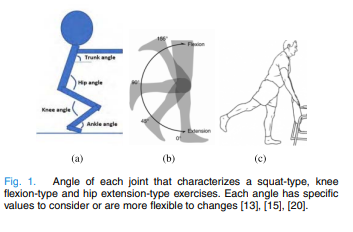 Trunk angle
Hip angle
Knee angle
Ankle angle
Flexion
90°
45°
0°
Extension
(a) (b) (c)
Fig. 1. Angle of each joint that characterizes a squat-type, knee
flexion-type and hip extension-type exercises. Each angle has specific
values to consider or are more flexible to changes [13], [15], [20].